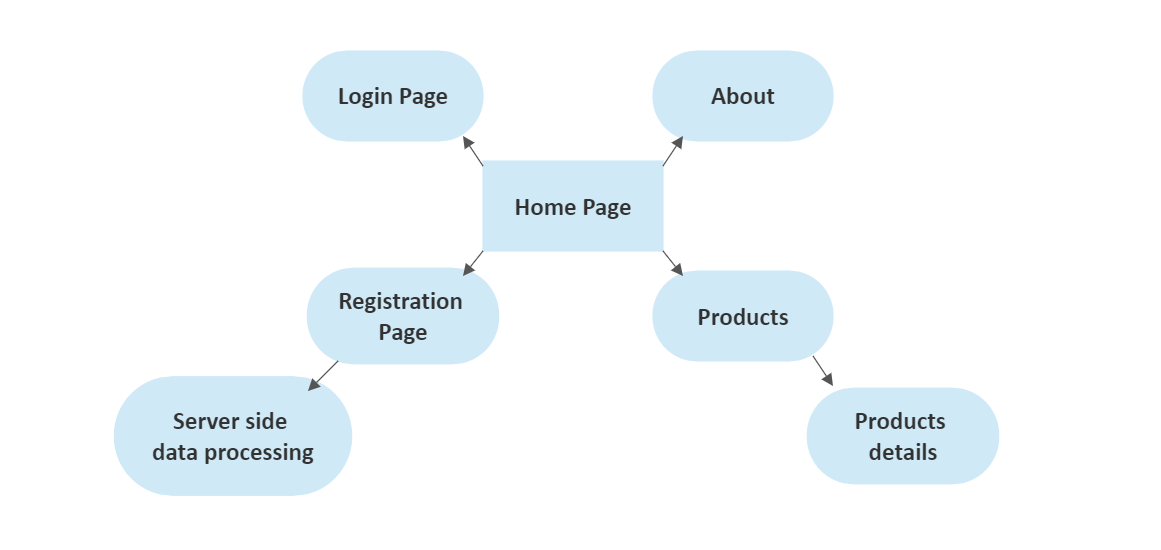 Login Page
About
Home Page
Registration
Page
Products
Server side
data processing
Products
details